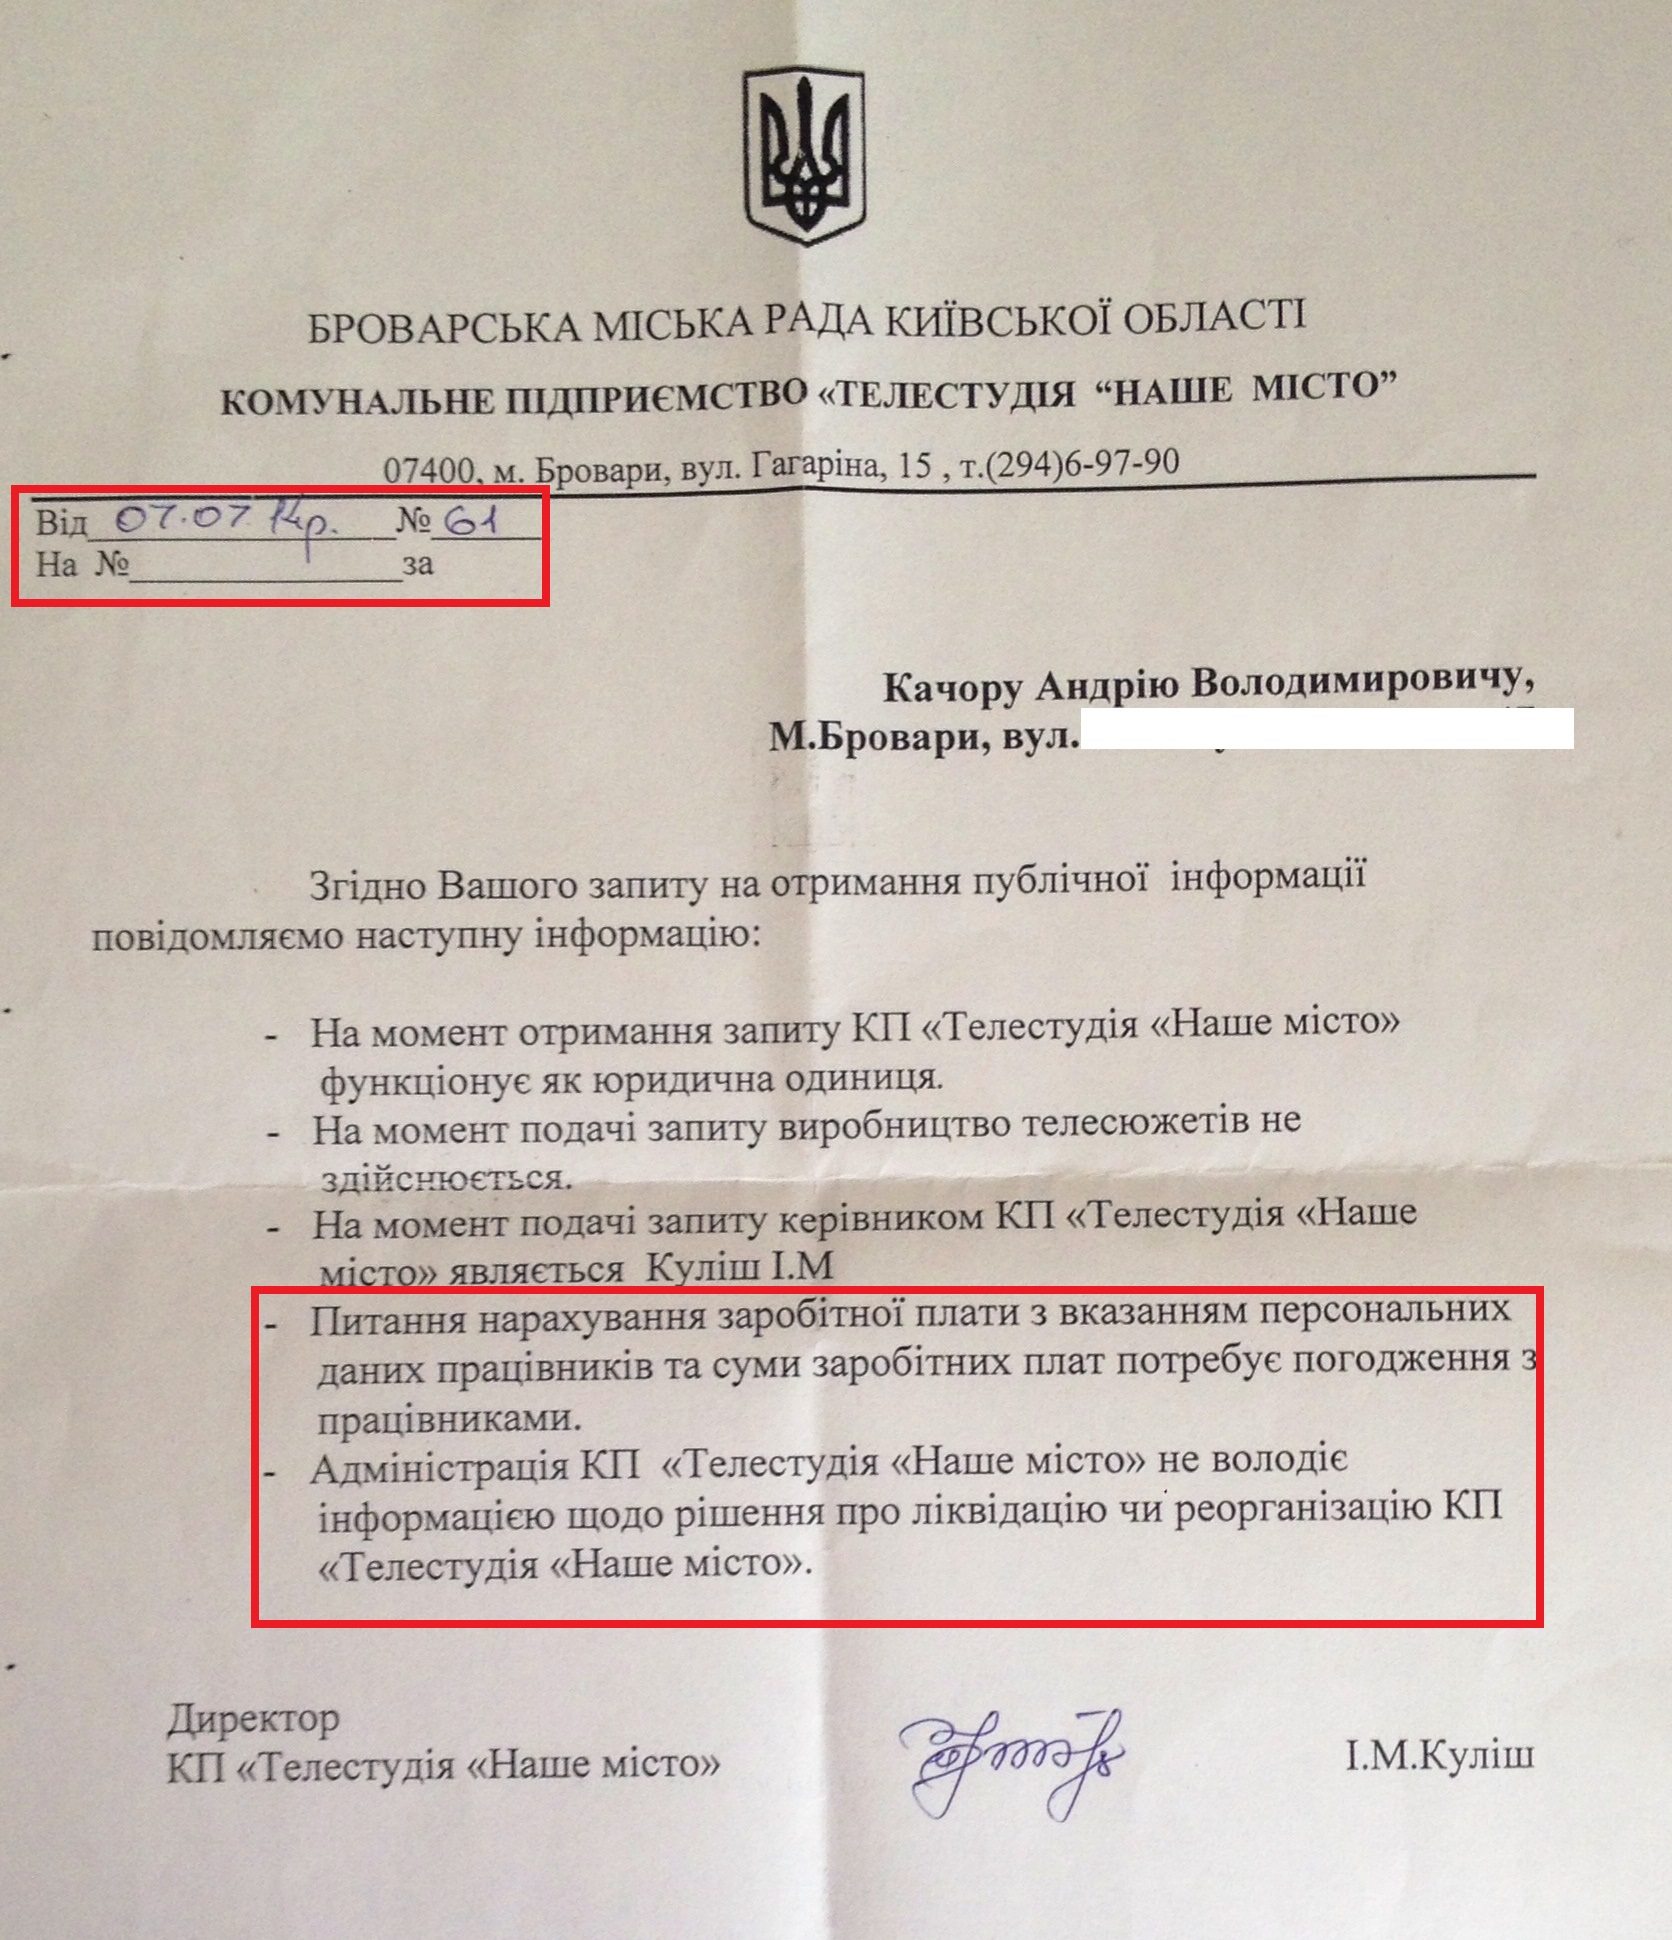 БРОВАРСЬКА МІСЬКА РАДА КИЇВСЬКОЇ ОБЛАСТІ
КОМУНАЛЬНЕ ПІДПРИЄМСТВО «ТЕЛЕСТУДІЯ “НАШЕ МІСТО”
07400, м. Бровари, вул. Гагаріна, 15 , т.(294)6-97-90
Від 07.07 № 61
На № за
Качору Андрію Володимировичу,
М.Бровари, вул.
Згідно Вашого запиту на отримання публічної інформації
повідомляємо наступну інформацію:
- На момент отримання запиту КП «Телестудія «Наше місто»
функціонує як юридична одиниця.
- На момент подачі запиту виробництво телесюжетів не
здійснюється.
- На момент подачі запиту керівником КП «Телестудія «Наше
місто» являється Куліш І.М
- Питання нарахування заробітної плати з вказанням персональних
даних працівників та суми заробітних плат потребує погодження з
працівниками.
- Адміністрація КП «Телестудія «Наше місто» не володіє
інформацією щодо рішення про ліквідацію чи реорганізацію КП
«Телестудія «Наше місто».
Директор
КП «Телестудія «Наше місто»
І.М.Куліш